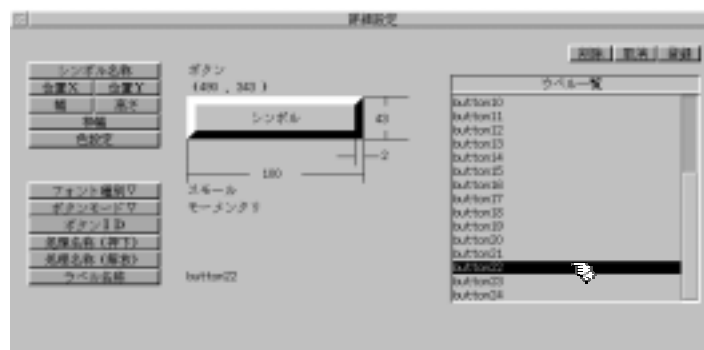 詳細設定
削除 取消 登録
シンボル名称
位置X 位置Y
幅 高さ
枠幅
色設定
フォント種別▽
ボタンモード▽
ボタンID
処理名称(押下)
処理名称(解放)
ラベル名称
ボタン
(490 , 343 )
シンボル
43
2
180
スモール
モーメンタリ
button22
ラベル一覧
button10
button11
button12
button13
button14
button15
button16
button17
button18
button19
button20
button21
button22
button23
button24